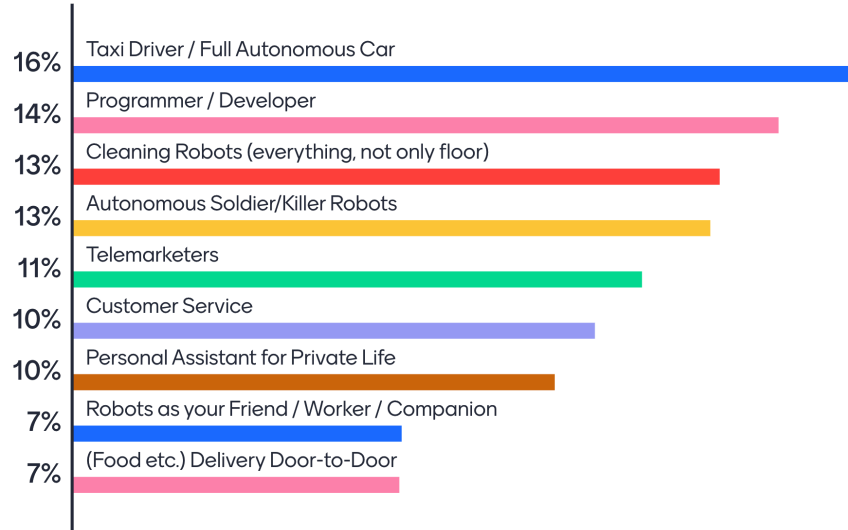 Taxi Driver / Full Autonomous Car
16%
Programmer / Developer
14%
Cleaning Robots (everything, not only floor)
13%
Autonomous Soldier/Killer Robots
13%
Telemarketers
11%
Customer Service
10%
Personal Assistant for Private Life
10%
Robots as your Friend / Worker / Companion
7%
(Food etc.) Delivery Door-to-Door
7%